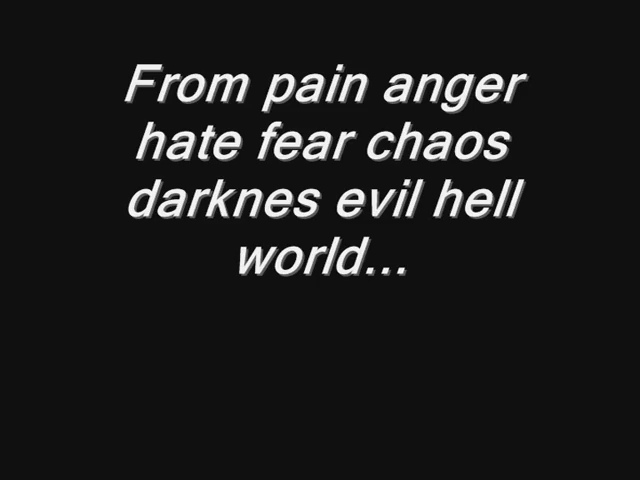 From pain anger
hate fear chaos
darknes evil hell
world...